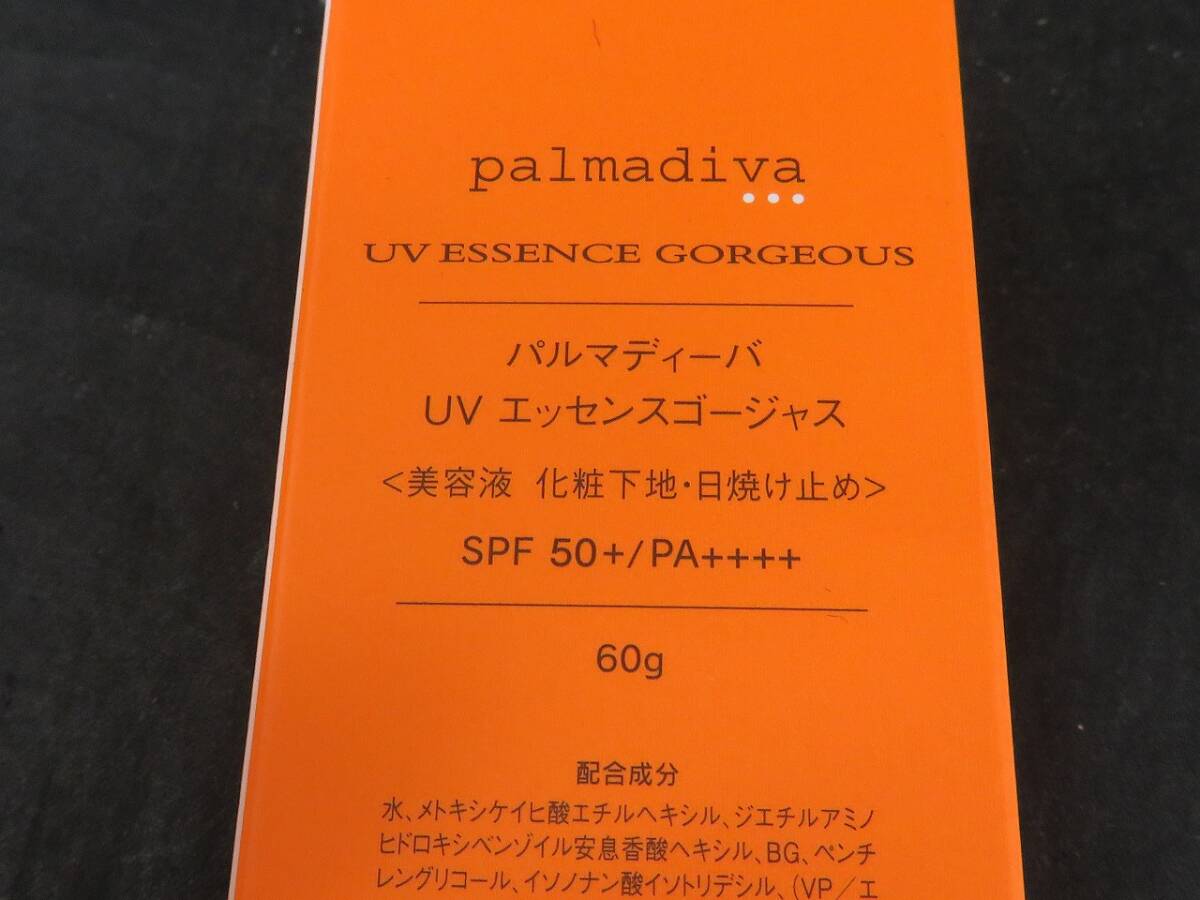 palmadiva
UV ESSENCE GORGEOUS
パルマディーバ
UV エッセンスゴージャス
<美容液 化粧下地・日焼け止め>
SPF 50+/PA++++
60g
配合成分
水、メトキシケイヒ酸エチルヘキシル、ジエチルアミノ
ヒドロキシベンゾイル安息香酸ヘキシル、BG、ペンチ
レングリコール、イソノナン酸イソトリデシル、(VP/エ